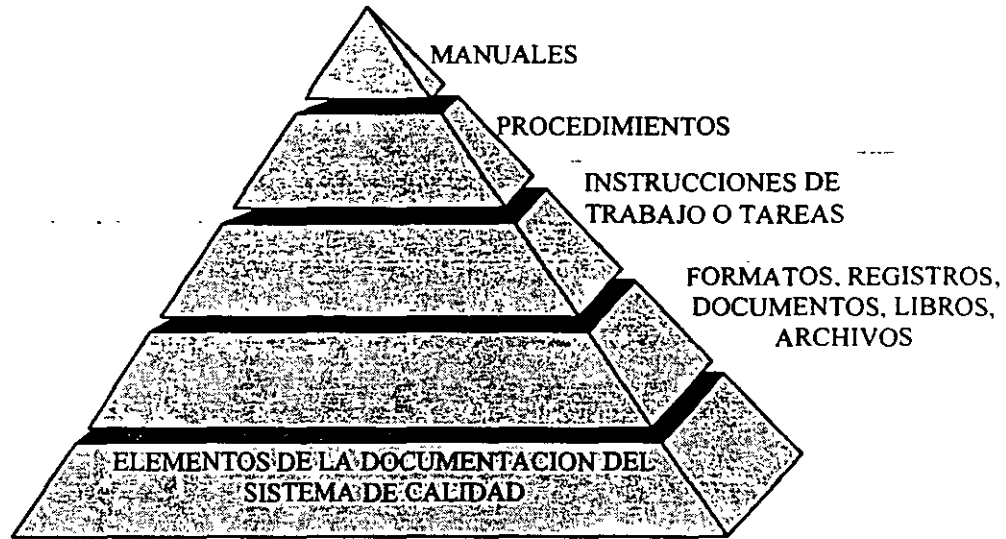 MANUALES
PROCEDIMIENTOS
INSTRUCCIONES DE
TRABAJO O TAREAS
FORMATOS, REGISTROS,
DOCUMENTOS, LIBROS,
ARCHIVOS
ELEMENTOS DE LA DOCUMENTACION DEL
SISTEMA DE CALIDAD